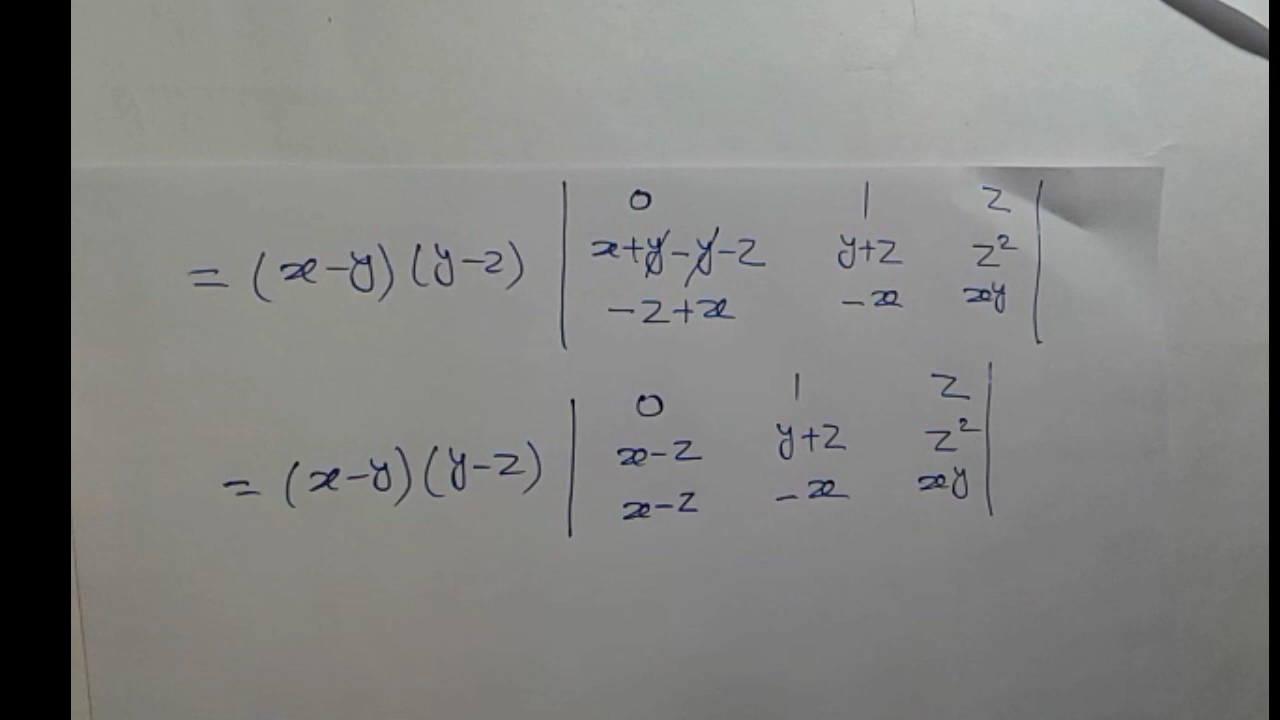 0 1 z
= (x-y)(y-z) | x+y-y-z y+z z² |
-z+x -x xy
0 1 z
= (x-y)(y-z) | x-z y+z z² |
x-z -x xy